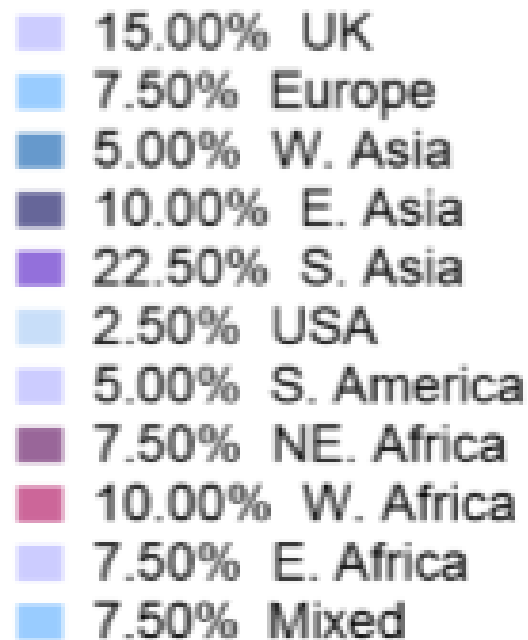 15.00% UK
7.50% Europe
5.00% W. Asia
10.00% E. Asia
22.50% S. Asia
2.50% USA
5.00% S. America
7.50% NE. Africa
10.00% W. Africa
7.50% E. Africa
7.50% Mixed